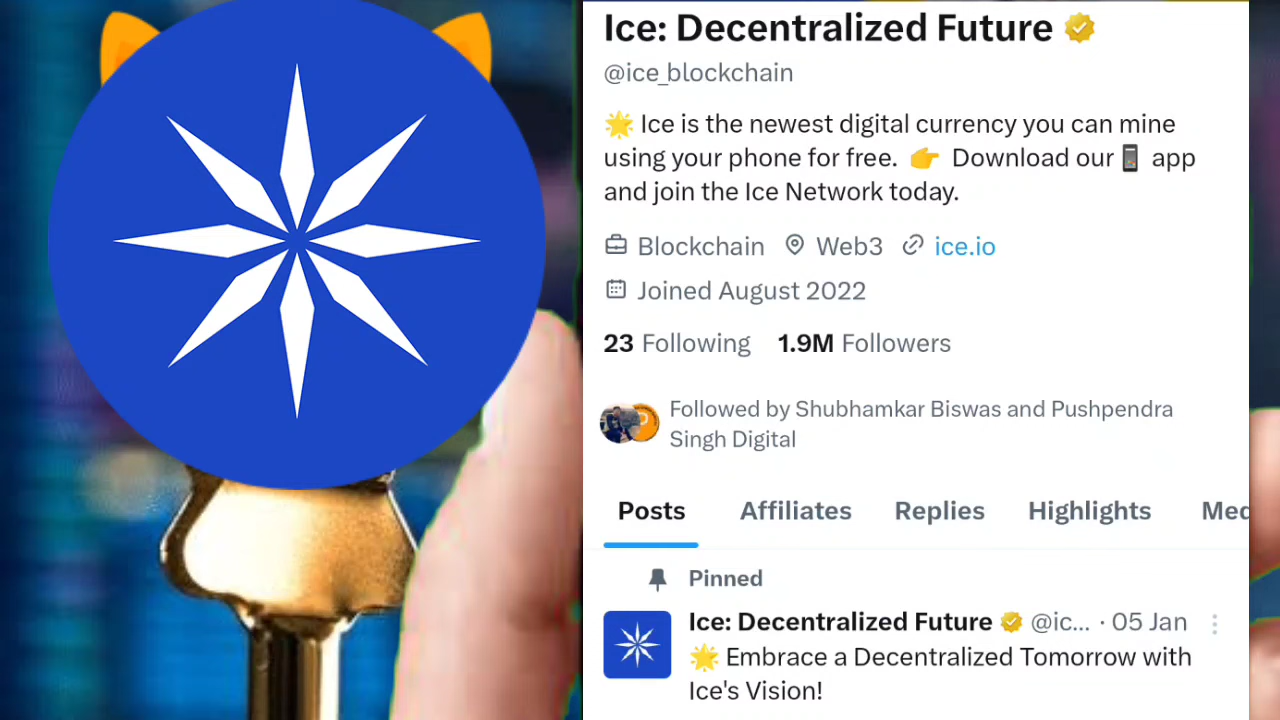 Ice: Decentralized Future
@ice_blockchain
🌟 Ice is the newest digital currency you can mine
using your phone for free. 👉 Download our📱 app
and join the Ice Network today.
Blockchain Web3 ice.io
Joined August 2022
23 Following 1.9M Followers
Followed by Shubhamkar Biswas and Pushpendra
Singh Digital
Posts Affiliates Replies Highlights Med
Pinned
Ice: Decentralized Future @ic... · 05 Jan
🌟 Embrace a Decentralized Tomorrow with
Ice's Vision!